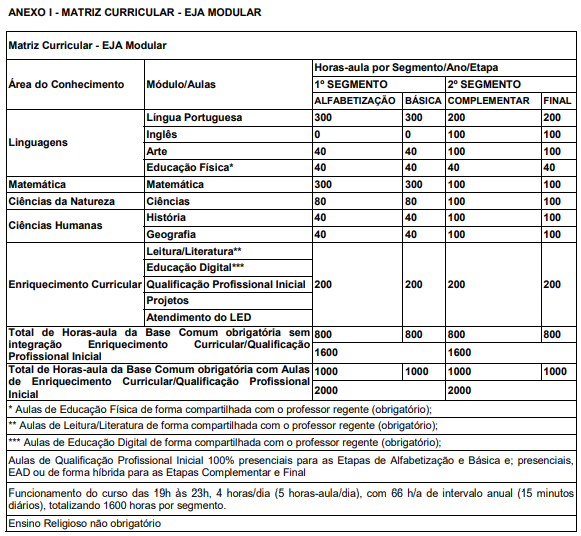 ANEXO I - MATRIZ CURRICULAR - EJA MODULAR
Matriz Curricular - EJA Modular
Área do Conhecimento Módulo/Aulas Horas-aula por Segmento/Ano/Etapa
1º SEGMENTO 2º SEGMENTO
ALFABETIZAÇÃO BÁSICA COMPLEMENTAR FINAL
Linguagens
Língua Portuguesa 300 300 200 200
Inglês 0 0 100 100
Arte 40 40 100 100
Educação Física* 40 40 40 40
Matemática Matemática 300 300 100 100
Ciências da Natureza Ciências 80 80 100 100
Ciências Humanas
História 40 40 100 100
Geografia 40 40 100 100
Enriquecimento Curricular
Leitura/Literatura**
Educação Digital***
Qualificação Profissional Inicial 200 200 200 200
Projetos
Atendimento do LED
Total de Horas-aula da Base Comum obrigatória sem
integração Enriquecimento Curricular/Qualificação
Profissional Inicial
800 800 800 800
1600 1600
Total de Horas-aula da Base Comum obrigatória com Aulas
de Enriquecimento Curricular/Qualificação Profissional
Inicial
1000 1000 1000 1000
2000 2000
* Aulas de Educação Física de forma compartilhada com o professor regente (obrigatório);
** Aulas de Leitura/Literatura de forma compartilhada com o professor regente (obrigatório);
*** Aulas de Educação Digital de forma compartilhada com o professor regente (obrigatório);
Aulas de Qualificação Profissional Inicial 100% presenciais para as Etapas de Alfabetização e Básica e; presenciais,
EAD ou de forma híbrida para as Etapas Complementar e Final
Funcionamento do curso das 19h às 23h, 4 horas/dia (5 horas-aula/dia), com 66 h/a de intervalo anual (15 minutos
diários), totalizando 1600 horas por segmento.
Ensino Religioso não obrigatório